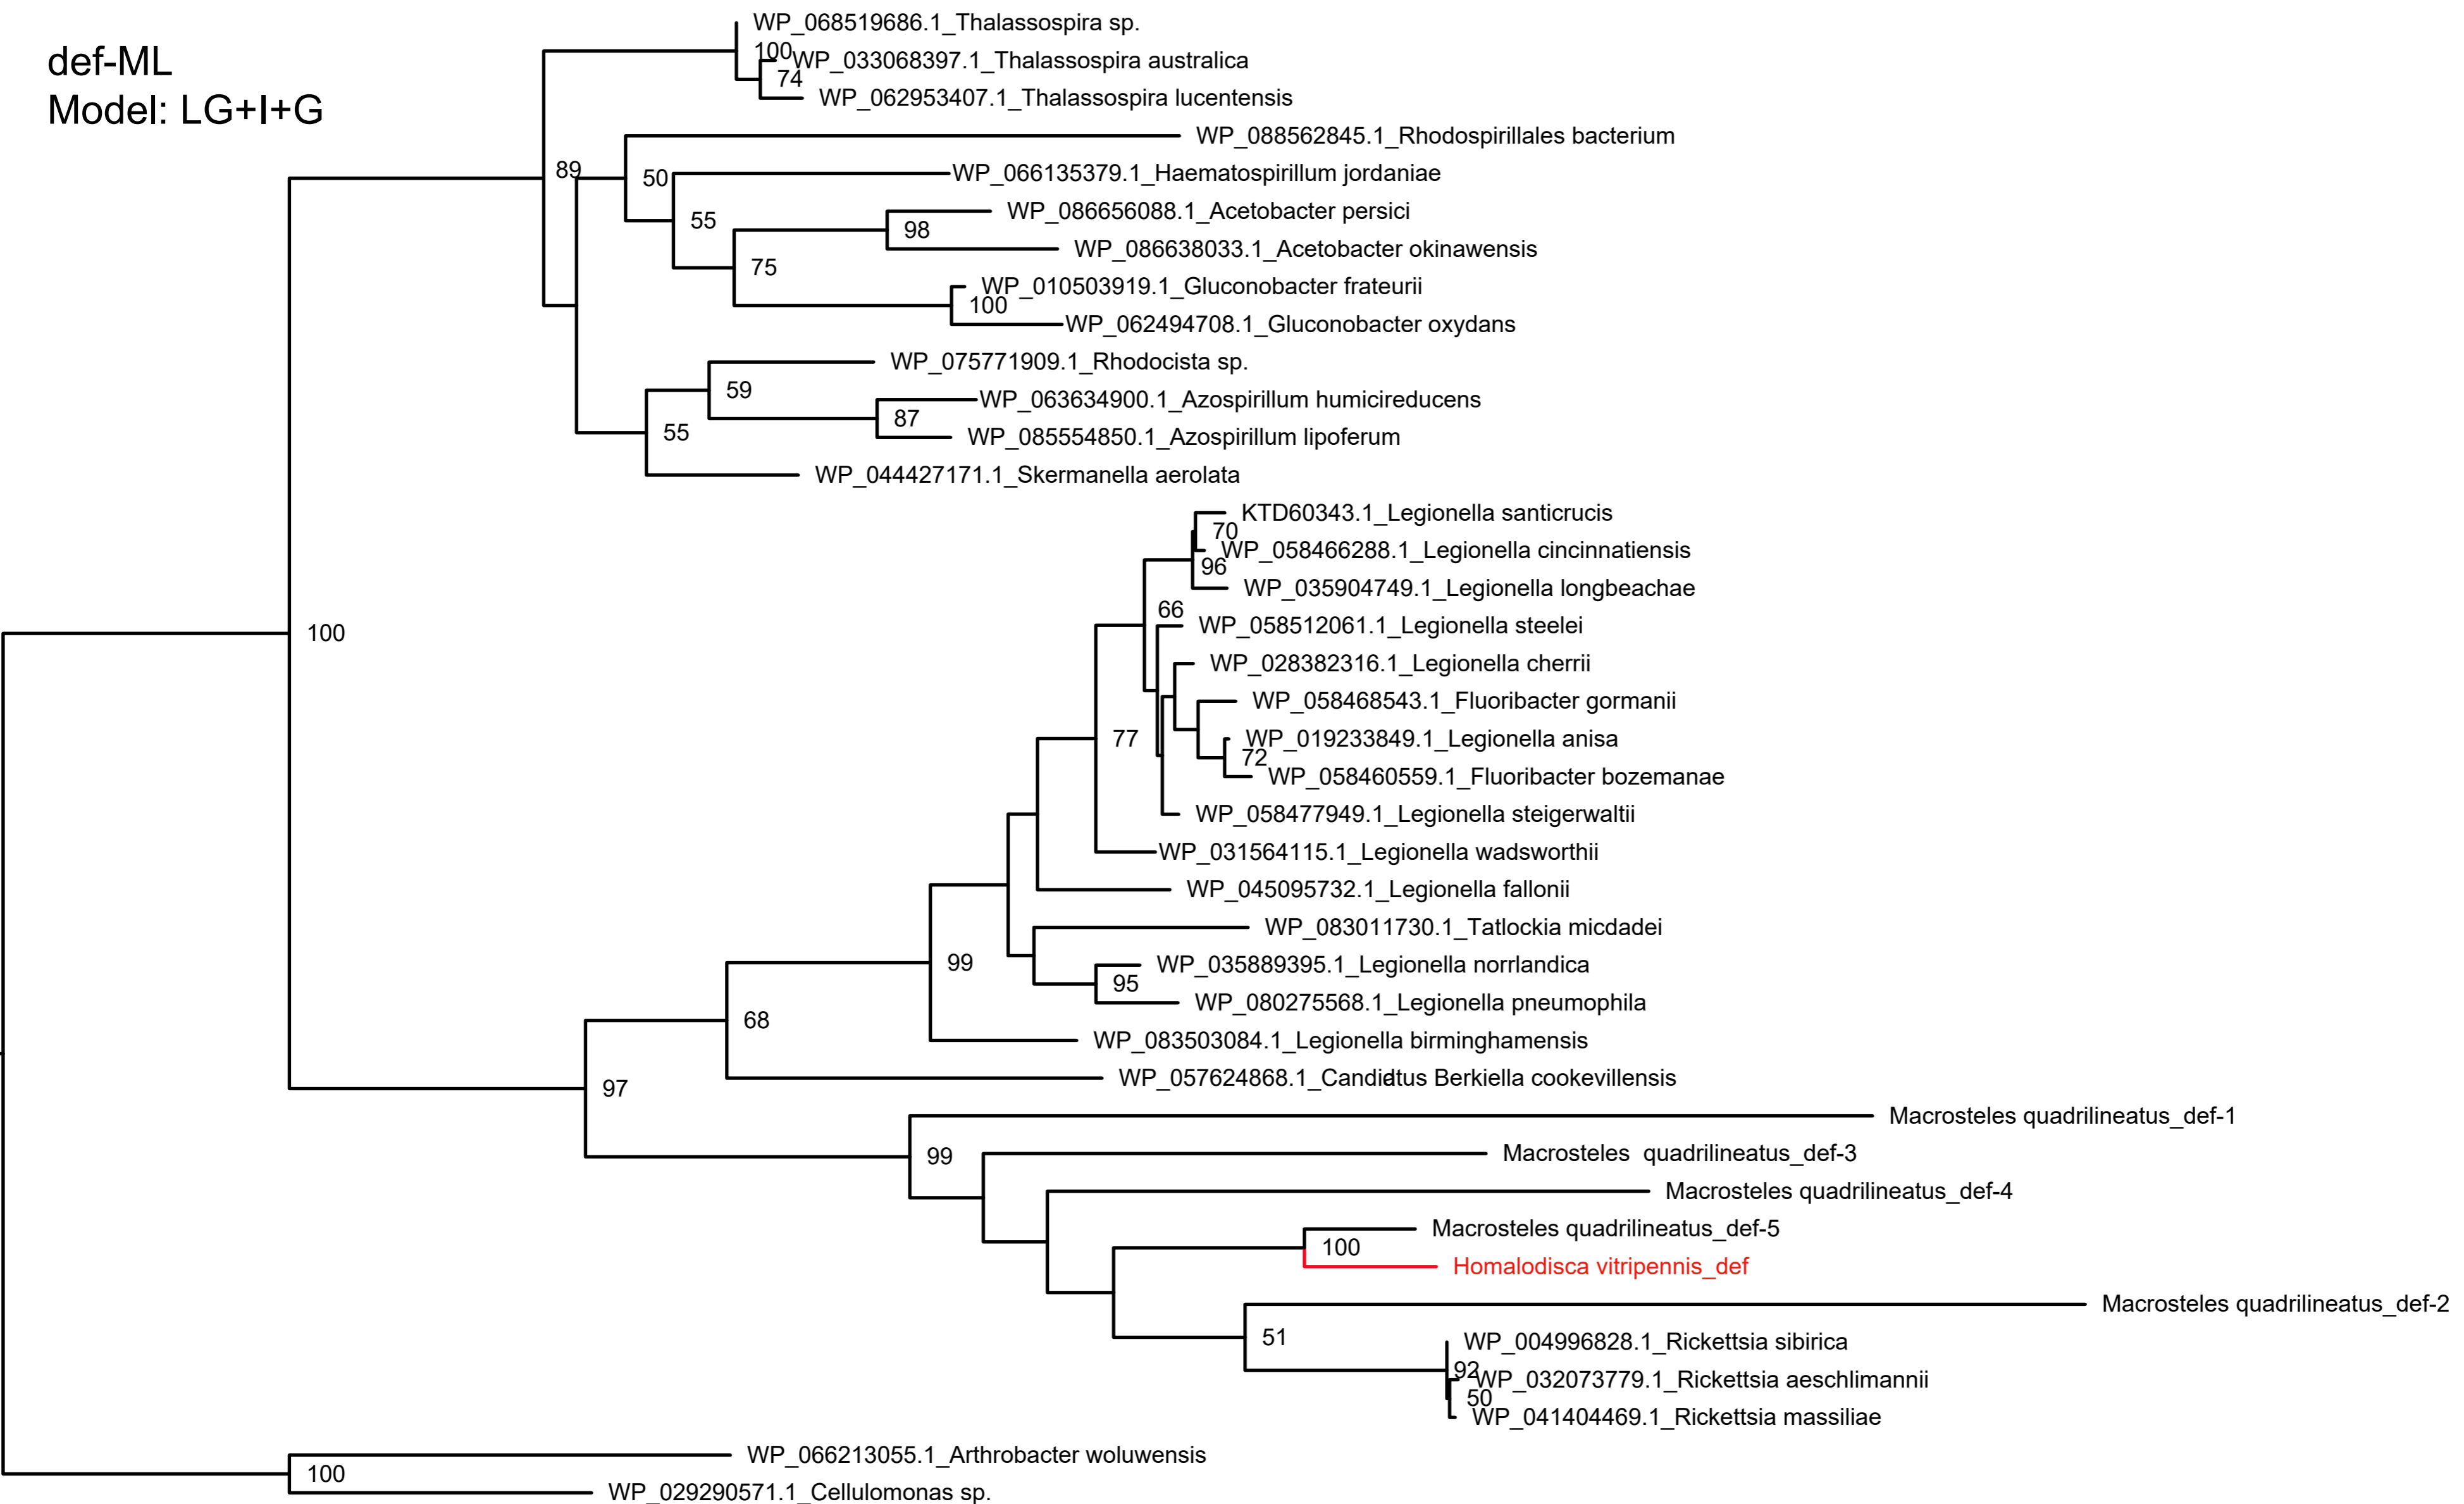 def-ML
Model: LG+I+G
WP_068519686.1_Thalassospira sp.
100
WP_033068397.1_Thalassospira australica
74
WP_062953407.1_Thalassospira lucentensis
WP_088562845.1_Rhodospirillales bacterium
89
50
WP_066135379.1_Haematospirillum jordaniae
WP_086656088.1_Acetobacter persici
55
98
WP_086638033.1_Acetobacter okinawensis
75
WP_010503919.1_Gluconobacter frateurii
100
WP_062494708.1_Gluconobacter oxydans
WP_075771909.1_Rhodocista sp.
59
WP_063634900.1_Azospirillum humicireducens
87
55
WP_085554850.1_Azospirillum lipoferum
WP_044427171.1_Skermanella aerolata
KTD60343.1_Legionella santicrucis
70
WP_058466288.1_Legionella cincinnatiensis
96
WP_035904749.1_Legionella longbeachae
66
WP_058512061.1_Legionella steelei
100
WP_028382316.1_Legionella cherrii
WP_058468543.1_Fluoribacter gormanii
77
WP_019233849.1_Legionella anisa
72
WP_058460559.1_Fluoribacter bozemanae
WP_058477949.1_Legionella steigerwaltii
WP_031564115.1_Legionella wadsworthii
WP_045095732.1_Legionella fallonii
WP_083011730.1_Tatlockia micdadei
99
WP_035889395.1_Legionella norrlandica
95
WP_080275568.1_Legionella pneumophila
68
WP_083503084.1_Legionella birminghamensis
WP_057624868.1_Candidatus Berkiella cookevillensis
97
Macrosteles quadrilineatus_def-1
99
Macrosteles  quadrilineatus_def-3
Macrosteles quadrilineatus_def-4
Macrosteles quadrilineatus_def-5
100
Homalodisca vitripennis_def
Macrosteles quadrilineatus_def-2
51
WP_004996828.1_Rickettsia sibirica
92
WP_032073779.1_Rickettsia aeschlimannii
50
WP_041404469.1_Rickettsia massiliae
WP_066213055.1_Arthrobacter woluwensis
100
WP_029290571.1_Cellulomonas sp.